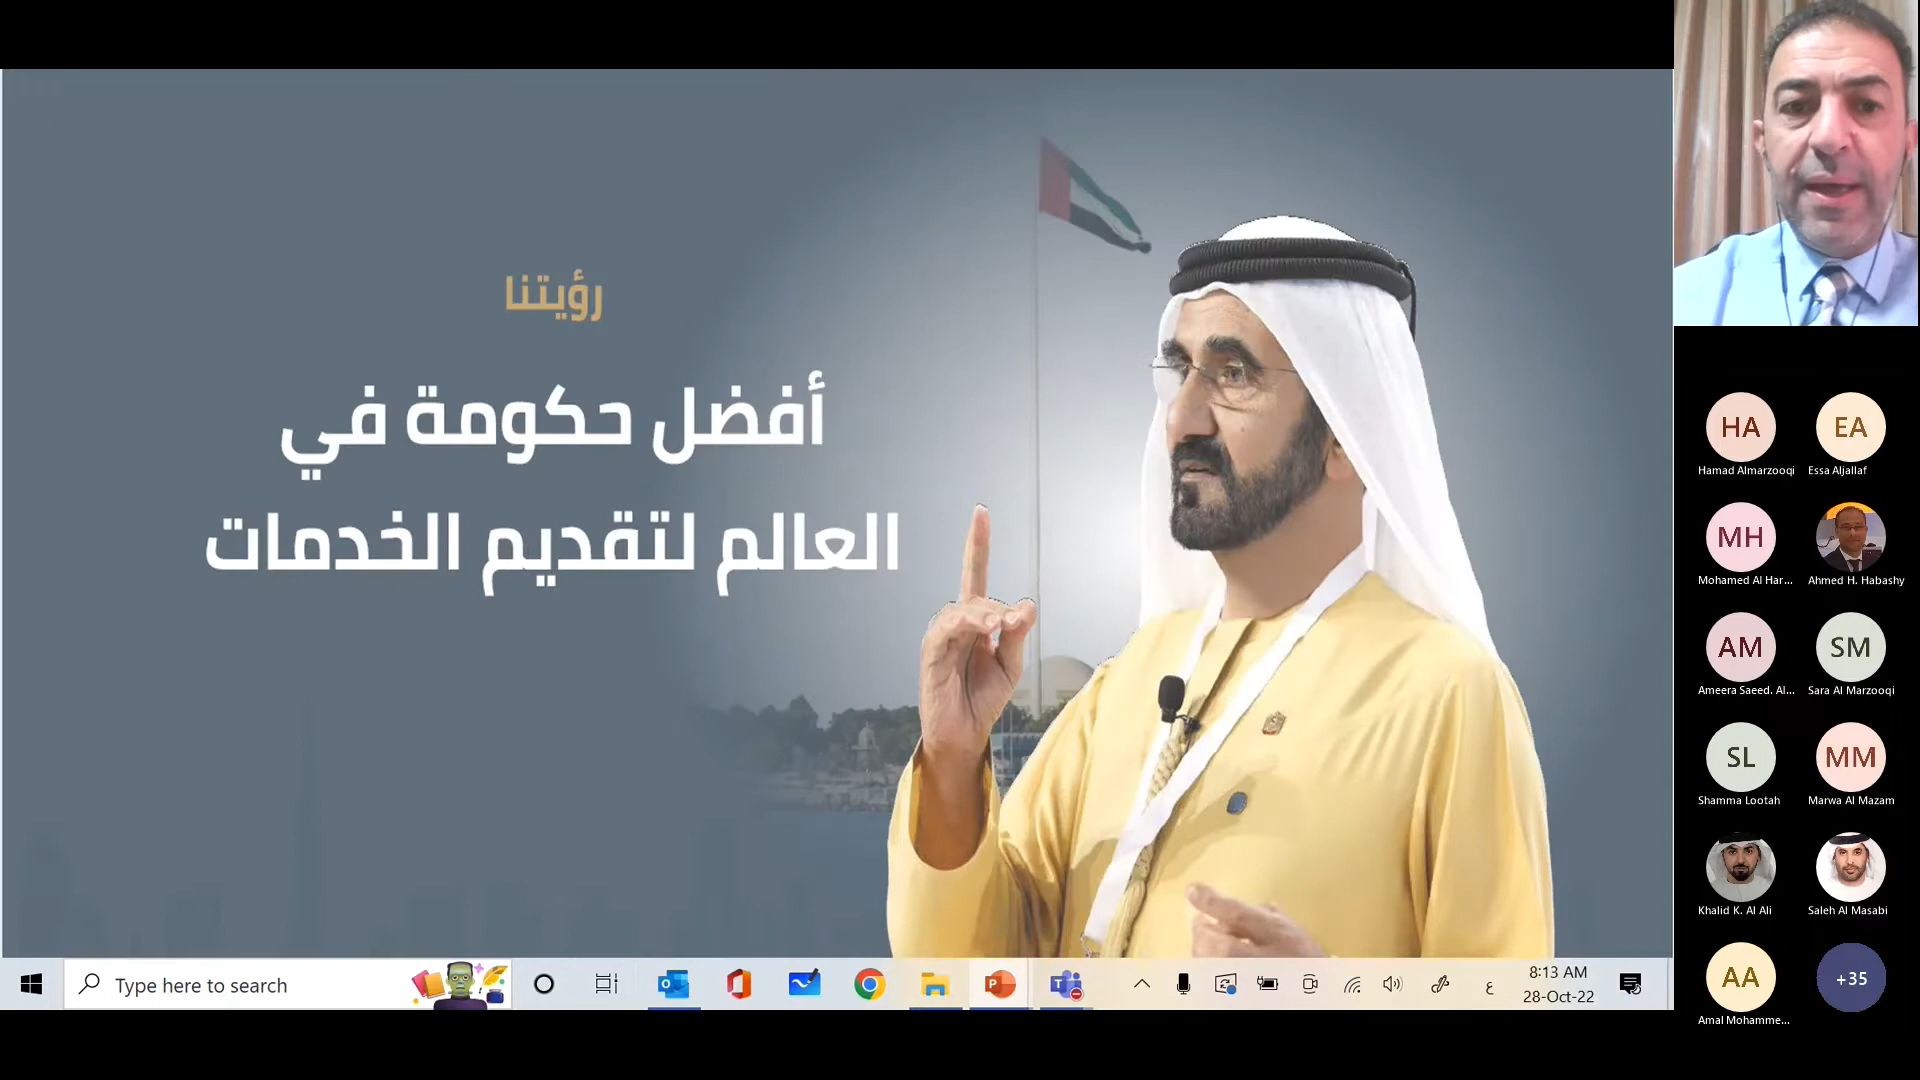 رؤيتنا
أفضل حكومة في
العالم لتقديم الخدمات
HA
Hamad Almarzooqi
EA
Essa Aljallaf
MH
Mohamed Al Har...
Ahmed H. Habashy
AM
Ameera Saeed. Al...
SM
Sara Al Marzooqi
SL
Shamma Lootah
MM
Marwa Al Mazam
Khalid K. Al Ali
Saleh Al Masabi
AA
Amal Mohamme...
+35
Type here to search
ع
8:13 AM
28-Oct-22